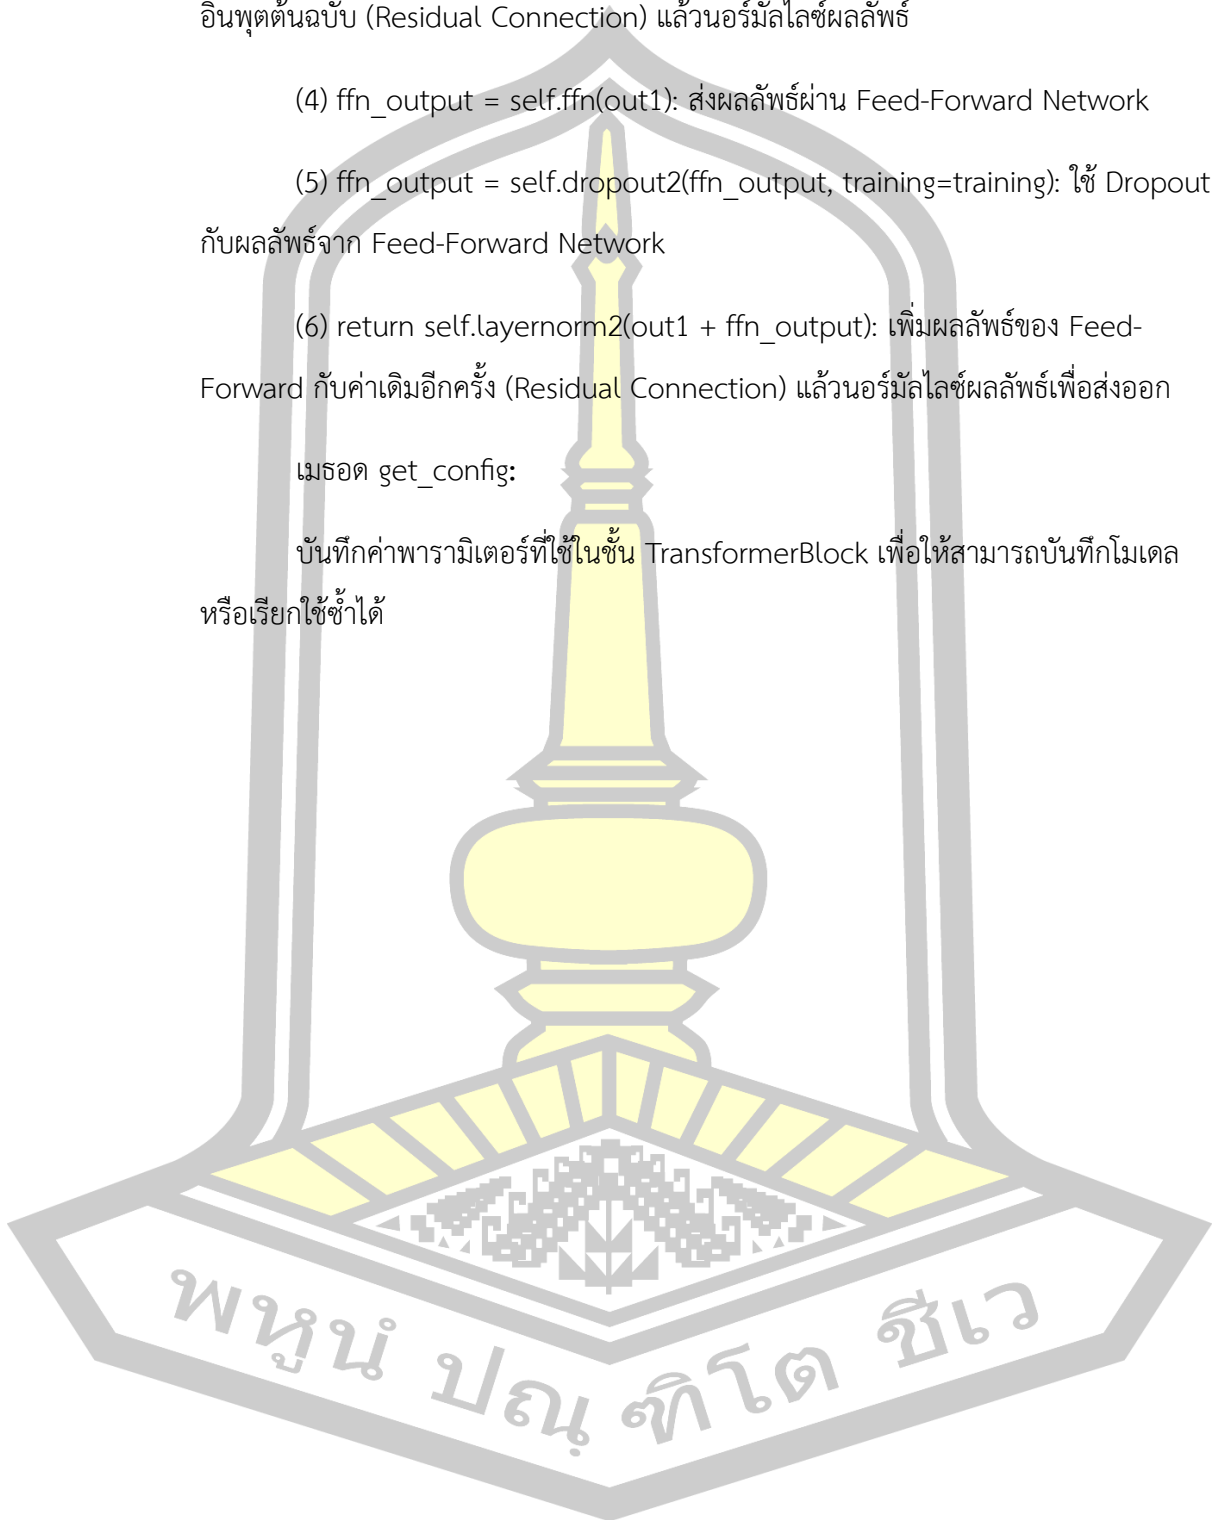 อินพุตต้นฉบับ (Residual Connection) แล้วนอร์มัลไลซ์ผลลัพธ์
(4) ffn_output = self.ffn(out1): ส่งผลลัพธ์ผ่าน Feed-Forward Network
(5) ffn_output = self.dropout2(ffn_output, training=training): ใช้ Dropout
กับผลลัพธ์จาก Feed-Forward Network
(6) return self.layernorm2(out1 + ffn_output): เพิ่มผลลัพธ์ของ Feed-
Forward กับค่าเดิมอีกครั้ง (Residual Connection) แล้วนอร์มัลไลซ์ผลลัพธ์เพื่อส่งออก
เมธอด get_config:
บันทึกค่าพารามิเตอร์ที่ใช้ในชั้น TransformerBlock เพื่อให้สามารถบันทึกโมเดล
หรือเรียกใช้ซ้ำได้
พหูนํ ปณฺฑิโต ชีเว